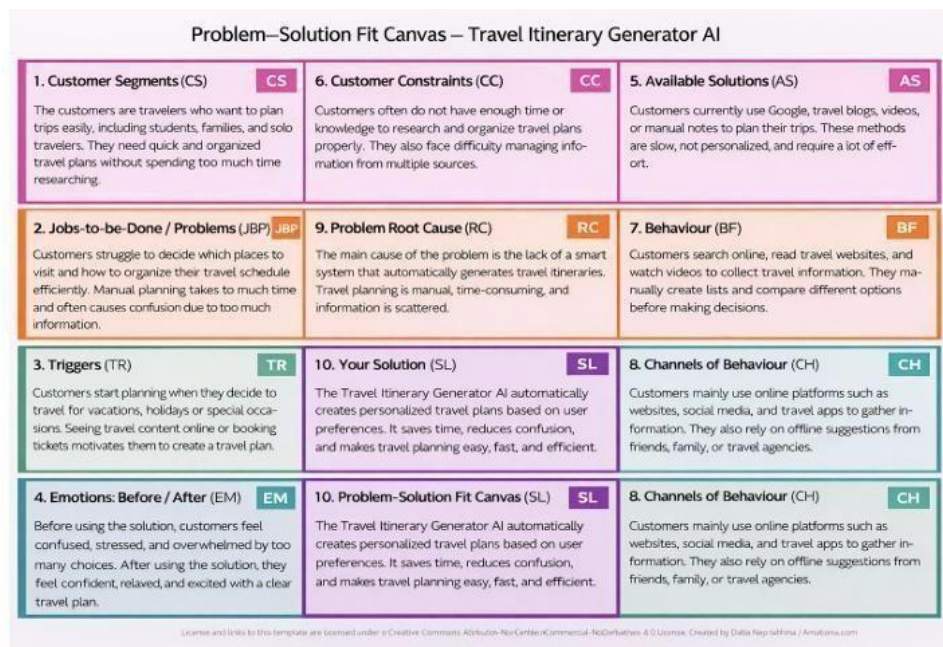 Problem–Solution Fit Canvas – Travel Itinerary Generator AI
1. Customer Segments (CS)
CS
The customers are travelers who want to plan
trips easily, including students, families, and solo
travelers. They need quick and organized
travel plans without spending too much time
researching.
6. Customer Constraints (CC)
CC
Customers often do not have enough time or
knowledge to research and organize travel plans
properly. They also face difficulty managing info-
mation from multiple sources.
5. Available Solutions (AS)
AS
Customers currently use Google, travel blogs, videos,
or manual notes to plan their trips. These methods
are slow, not personalized, and require a lot of eff-
ort.
2. Jobs-to-be-Done / Problems (JBP)
JBP
Customers struggle to decide which places to
visit and how to organize their travel schedule
efficiently. Manual planning takes to much time
and often causes confusion due to too much
information.
9. Problem Root Cause (RC)
RC
The main cause of the problem is the lack of a smart
system that automatically generates travel itineraries.
Travel planning is manual, time-consuming, and
information is scattered.
7. Behaviour (BF)
BF
Customers search online, read travel websites, and
watch videos to collect travel information. They ma-
nually create lists and compare different options
before making decisions.
3. Triggers (TR)
TR
Customers start planning when they decide to
travel for vacations, holidays or special occa-
sions. Seeing travel content online or booking
tickets motivates them to create a travel plan.
10. Your Solution (SL)
SL
The Travel Itinerary Generator AI automatically
creates personalized travel plans based on user
preferences. It saves time, reduces confusion,
and makes travel planning easy, fast, and efficient.
8. Channels of Behaviour (CH)
CH
Customers mainly use online platforms such as
websites, social media, and travel apps to gather in-
formation. They also rely on offline suggestions from
friends, family, or travel agencies.
4. Emotions: Before / After (EM)
EM
Before using the solution, customers feel
confused, stressed, and overwhelmed by too
many choices. After using the solution, they
feel confident, relaxed, and excited with a clear
travel plan.
10. Problem-Solution Fit Canvas (SL)
SL
The Travel Itinerary Generator AI automatically
creates personalized travel plans based on user
preferences. It saves time, reduces confusion,
and makes travel planning easy, fast, and efficient.
8. Channels of Behaviour (CH)
CH
Customers mainly use online platforms such as
websites, social media, and travel apps to gather in-
formation. They also rely on offline suggestions from
friends, family, or travel agencies.
License and links to this template are licensed under a Creative Commons 4.0 License. Created by